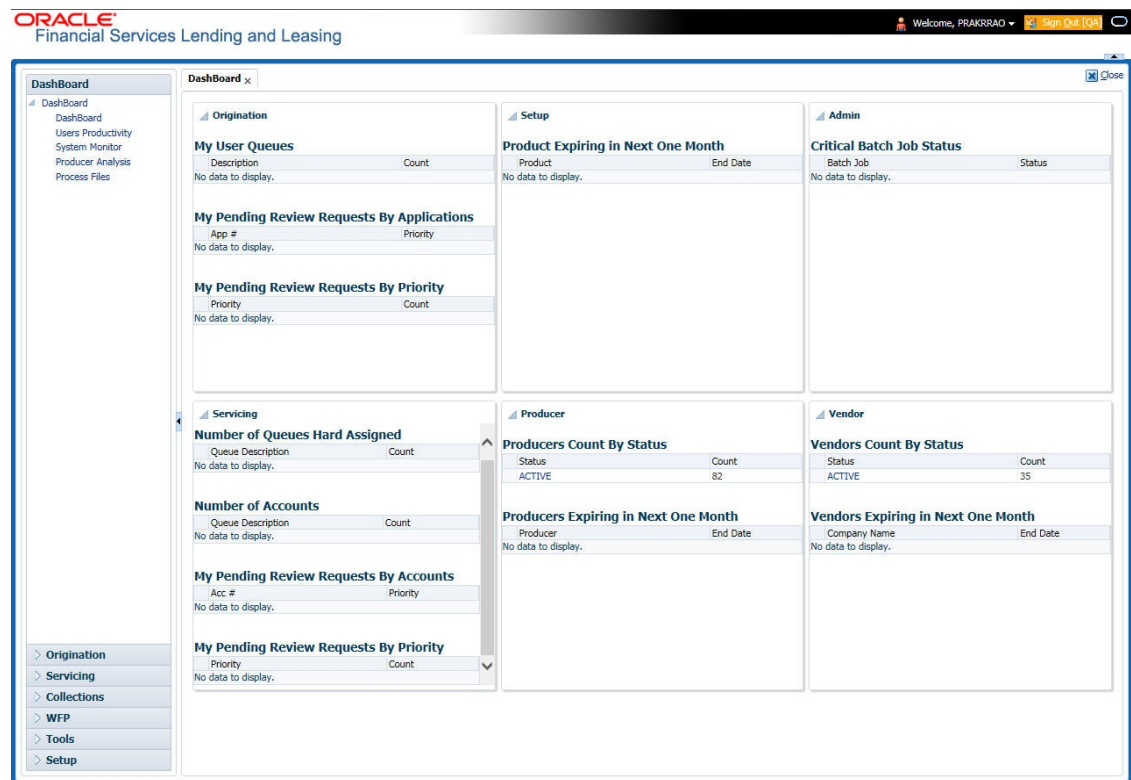 ORACLE
Financial Services Lending and Leasing
Welcome, PRAKRRAO
Sign Out [QA]
DashBoard
DashBoard
DashBoard
Users Productivity
System Monitor
Producer Analysis
Process Files
Origination
Servicing
Collections
WFP
Tools
Setup
DashBoard
Close
Origination
My User Queues
Description Count
No data to display.
My Pending Review Requests By Applications
App # Priority
No data to display.
My Pending Review Requests By Priority
Priority Count
No data to display.
Setup
Product Expiring in Next One Month
Product End Date
No data to display.
Admin
Critical Batch Job Status
Batch Job Status
No data to display.
Servicing
Number of Queues Hard Assigned
Queue Description Count
No data to display.
Number of Accounts
Queue Description Count
No data to display.
My Pending Review Requests By Accounts
Acc # Priority
No data to display.
My Pending Review Requests By Priority
Priority Count
No data to display.
Producer
Producers Count By Status
Status Count
ACTIVE 82
Producers Expiring in Next One Month
Producer End Date
No data to display.
Vendor
Vendors Count By Status
Status Count
ACTIVE 35
Vendors Expiring in Next One Month
Company Name End Date
No data to display.